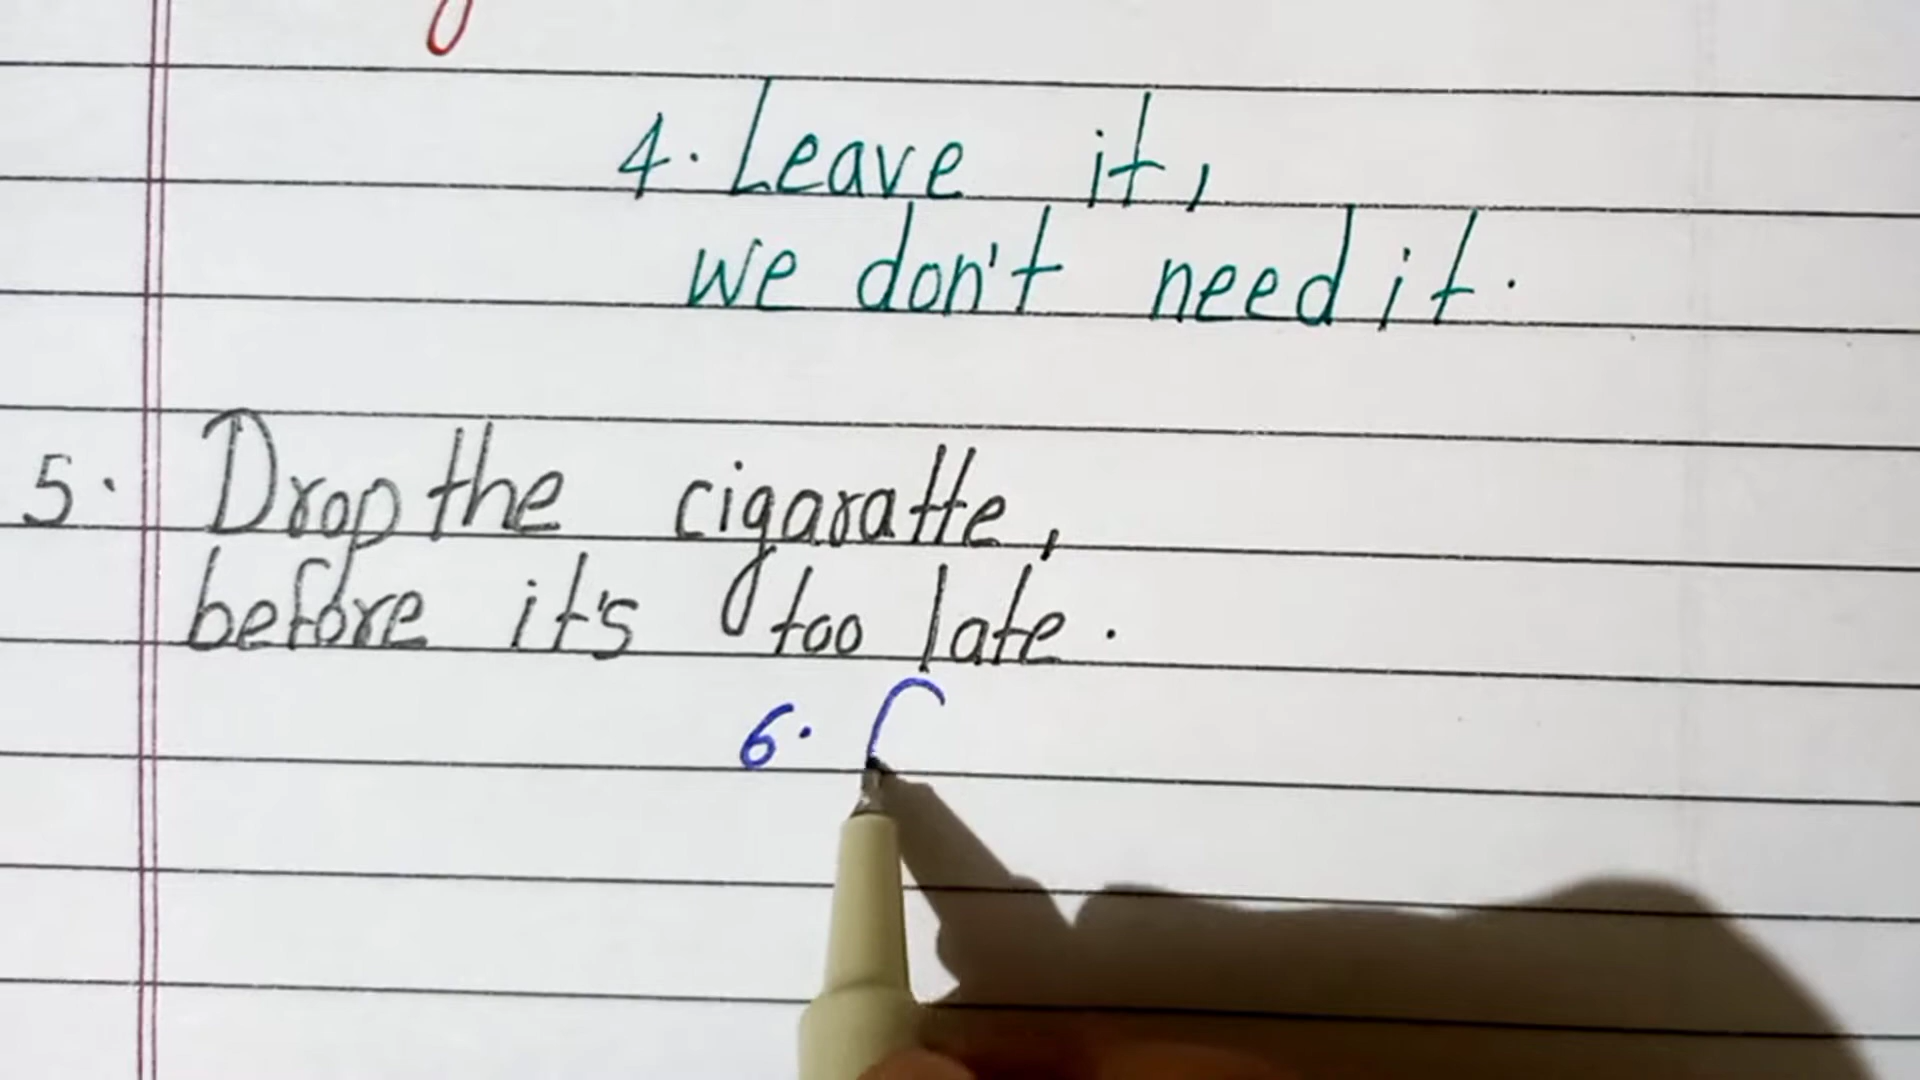 4. Leave it,
we don't need it.
5. Drop the cigaratte,
before it's too late.
6.